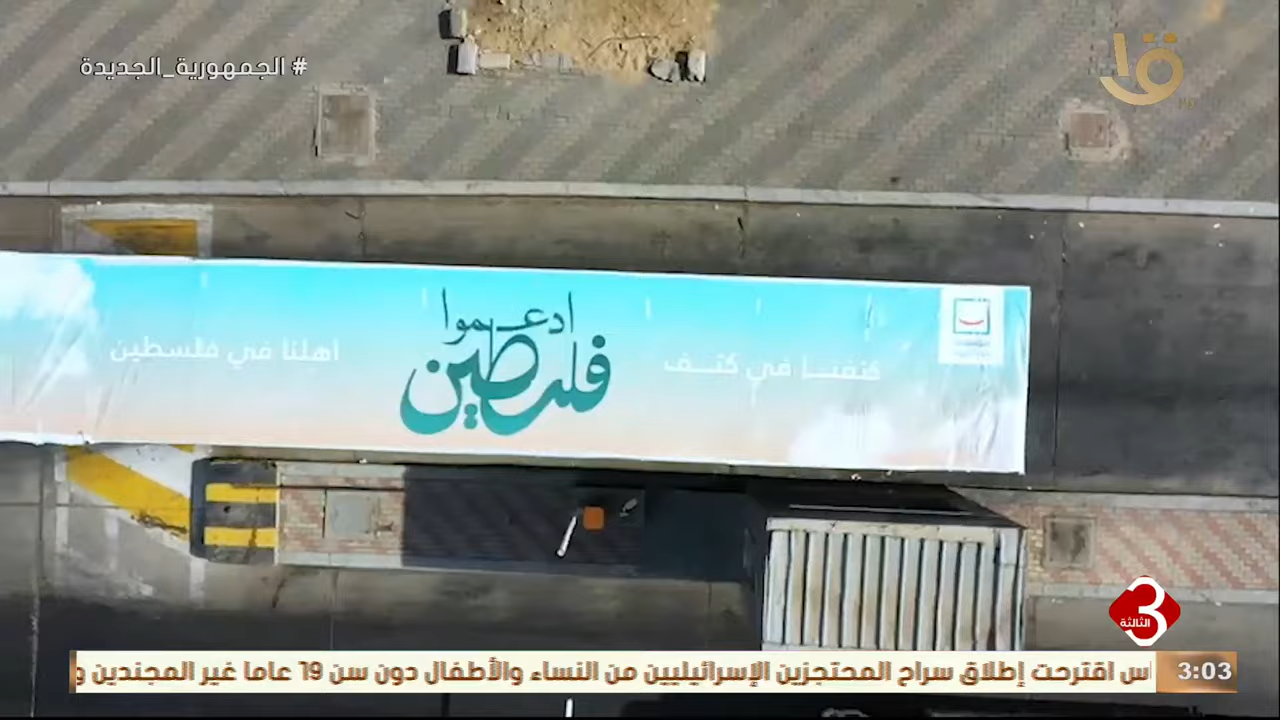 # الجمهورية_الجديدة
ادعموا
فلسطين
كتفنا في كتف
اهلنا في فلسطين
3
الثالثة
اس اقترحت إطلاق سراح المحتجزين الإسرائيليين من النساء والأطفال دون سن 19 عاما غير المجندين و
3:03